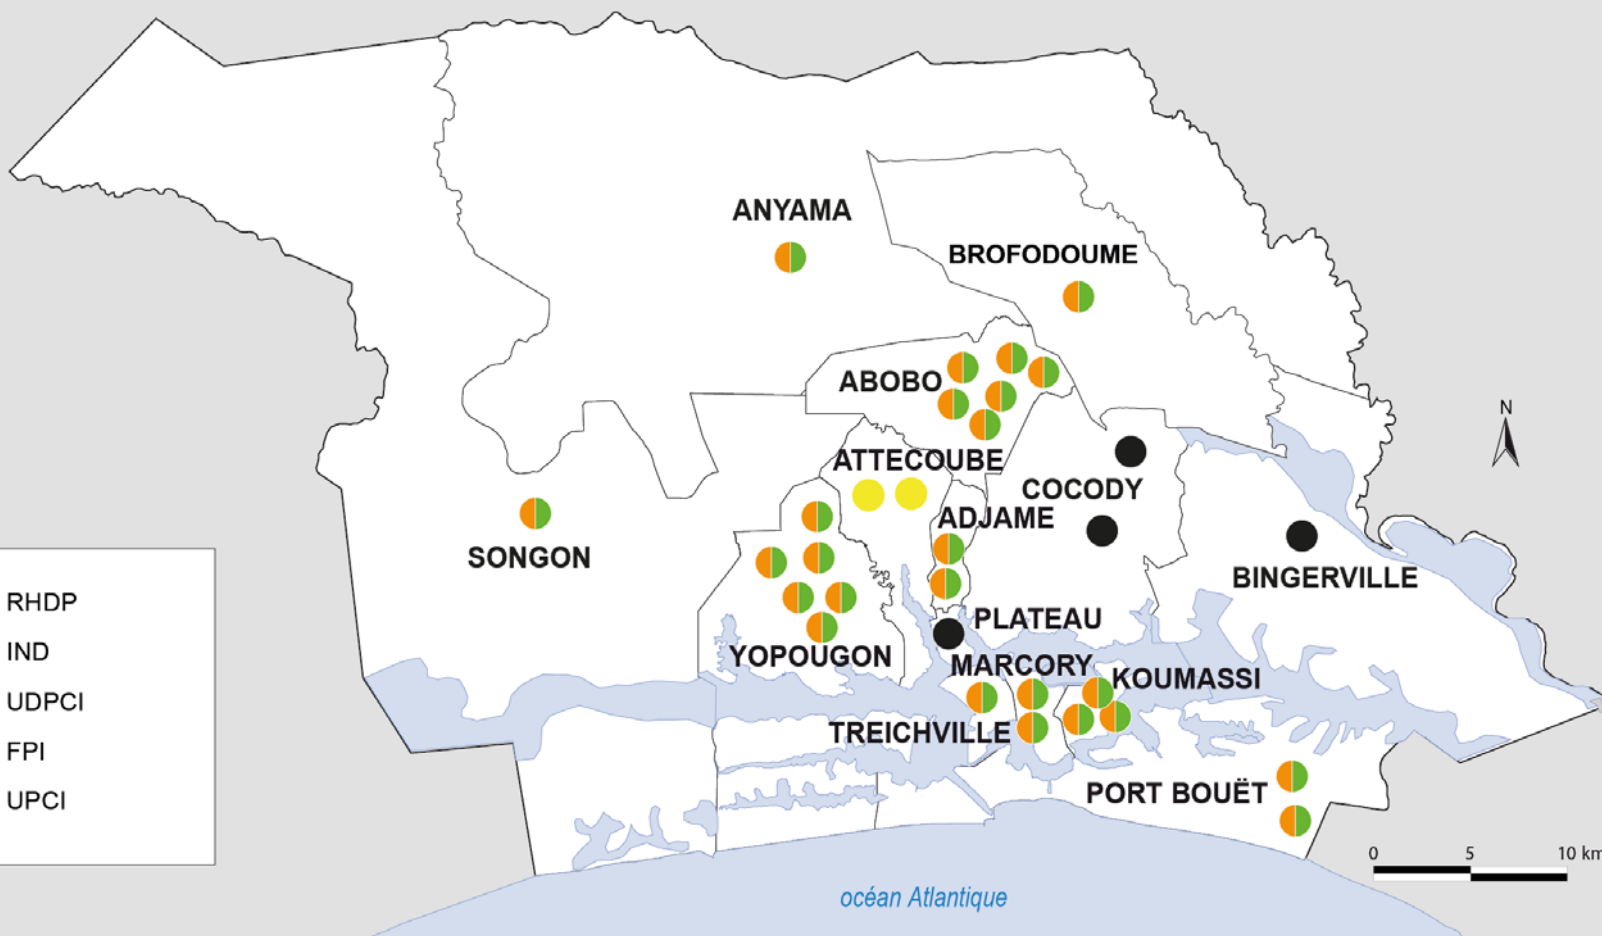 ANYAMA
BROFODOUME
ABOBO
N
ATTECOUBE
COCODY
ADJAME
SONGON
BINGERVILLE
RHDP
PLATEAU
IND
YOPOUGON
MARCORY
KOUMASSI
UDPCI
TREICHVILLE
FPI
PORT BOUËT
UPCI
0 5 10 km
océan Atlantique